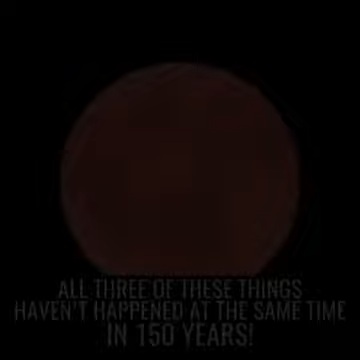 ALL THREE OF THESE THINGS
HAVEN'T HAPPENED AT THE SAME TIME
IN 150 YEARS!